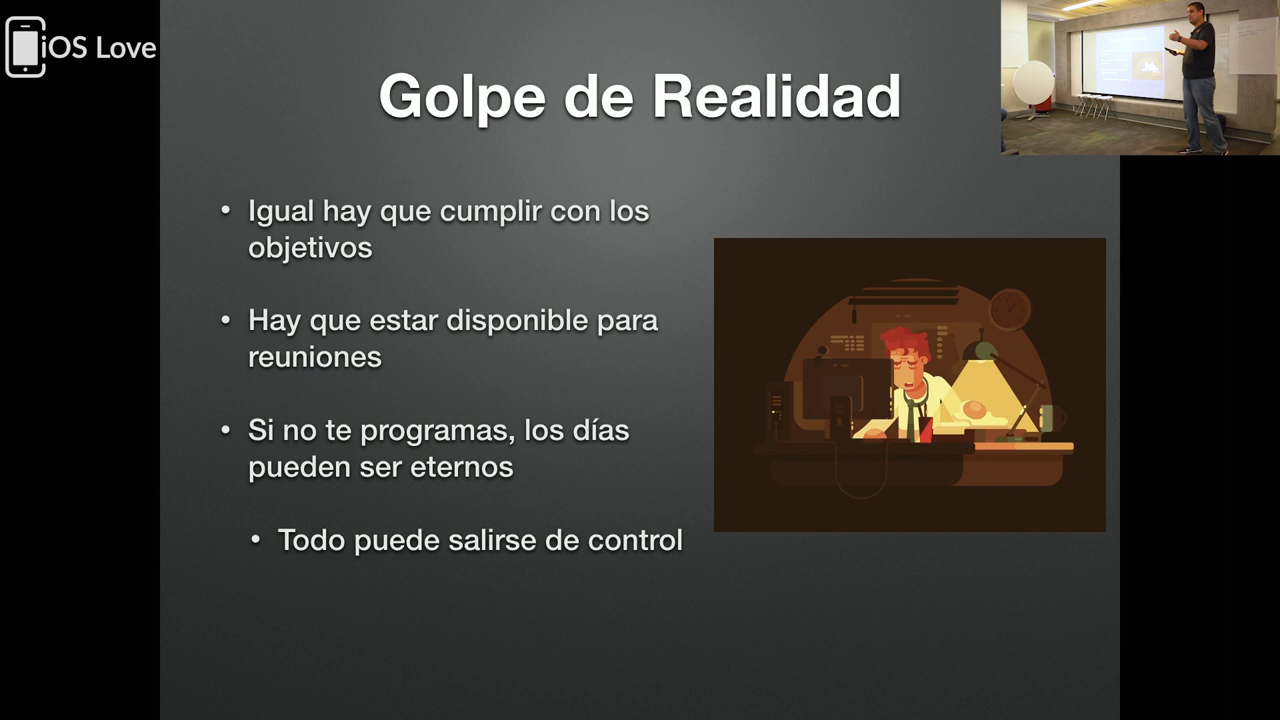 iOS Love
Golpe de Realidad
• Igual hay que cumplir con los
objetivos
• Hay que estar disponible para
reuniones
• Si no te programas, los días
pueden ser eternos
• Todo puede salirse de control